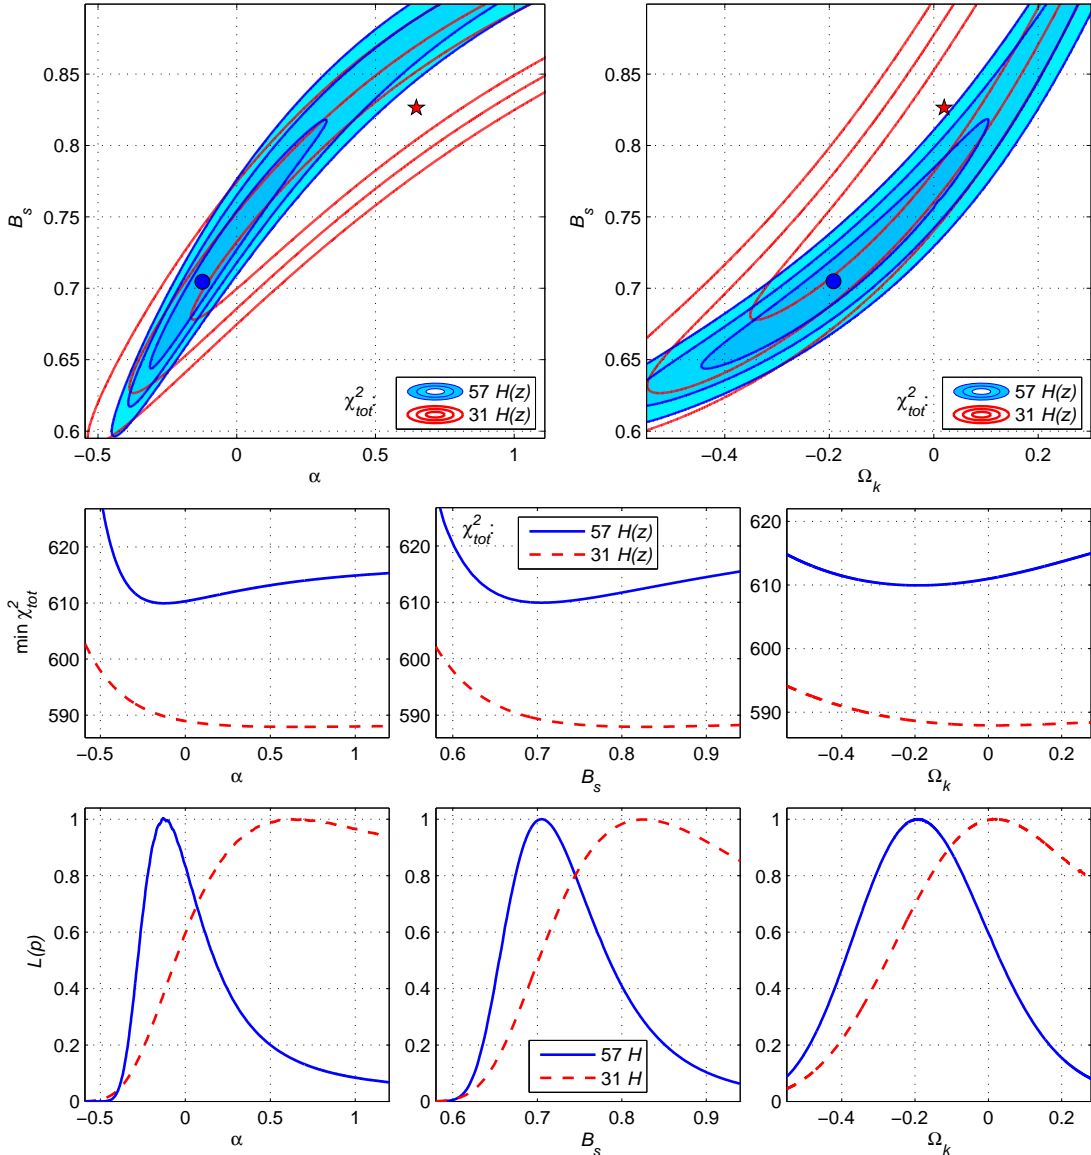 0.85
0.8
0.75
0.7
0.65
0.6
B_s
−0.5 0 0.5 1
α
χ²_tot:
57 H(z)
31 H(z)
0.85
0.8
0.75
0.7
0.65
0.6
B_s
−0.4 −0.2 0 0.2
Ω_k
χ²_tot:
57 H(z)
31 H(z)
620
610
600
590
min χ²_tot
−0.5 0 0.5 1
α
620
610
600
590
0.6 0.7 0.8 0.9
B_s
χ²_tot:
57 H(z)
31 H(z)
620
610
600
590
−0.4 −0.2 0 0.2
Ω_k
1
0.8
0.6
0.4
0.2
0
L(p)
−0.5 0 0.5 1
α
1
0.8
0.6
0.4
0.2
0
0.6 0.7 0.8 0.9
B_s
57 H
31 H
1
0.8
0.6
0.4
0.2
0
−0.4 −0.2 0 0.2
Ω_k